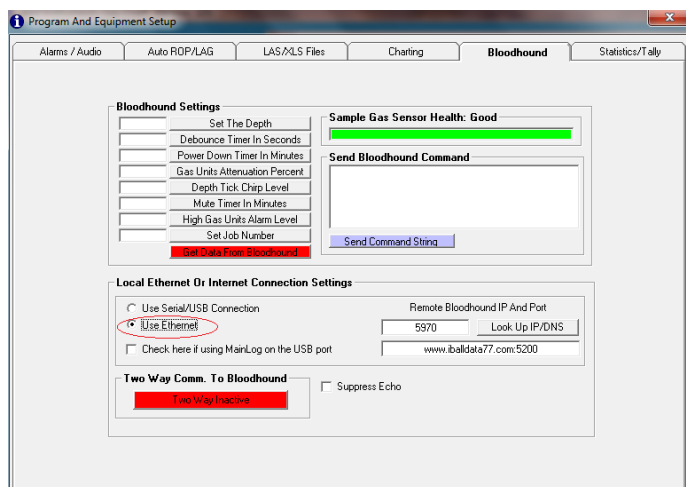 Program And Equipment Setup
Alarms / Audio
Auto ROP/LAG
LAS/XLS Files
Charting
Bloodhound
Statistics/Tally
Bloodhound Settings
Set The Depth
Debounce Timer In Seconds
Power Down Timer In Minutes
Gas Units Attenuation Percent
Depth Tick Chirp Level
Mute Timer In Minutes
High Gas Units Alarm Level
Set Job Number
Get Data From Bloodhound
Sample Gas Sensor Health: Good
Send Bloodhound Command
Send Command String
Local Ethernet Or Internet Connection Settings
Use Serial/USB Connection
Use Ethernet
Check here if using MainLog on the USB port
Remote Bloodhound IP And Port
5970
Look Up IP/DNS
www.iballdata77.com:5200
Two Way Comm. To Bloodhound
Two Way Inactive
Suppress Echo